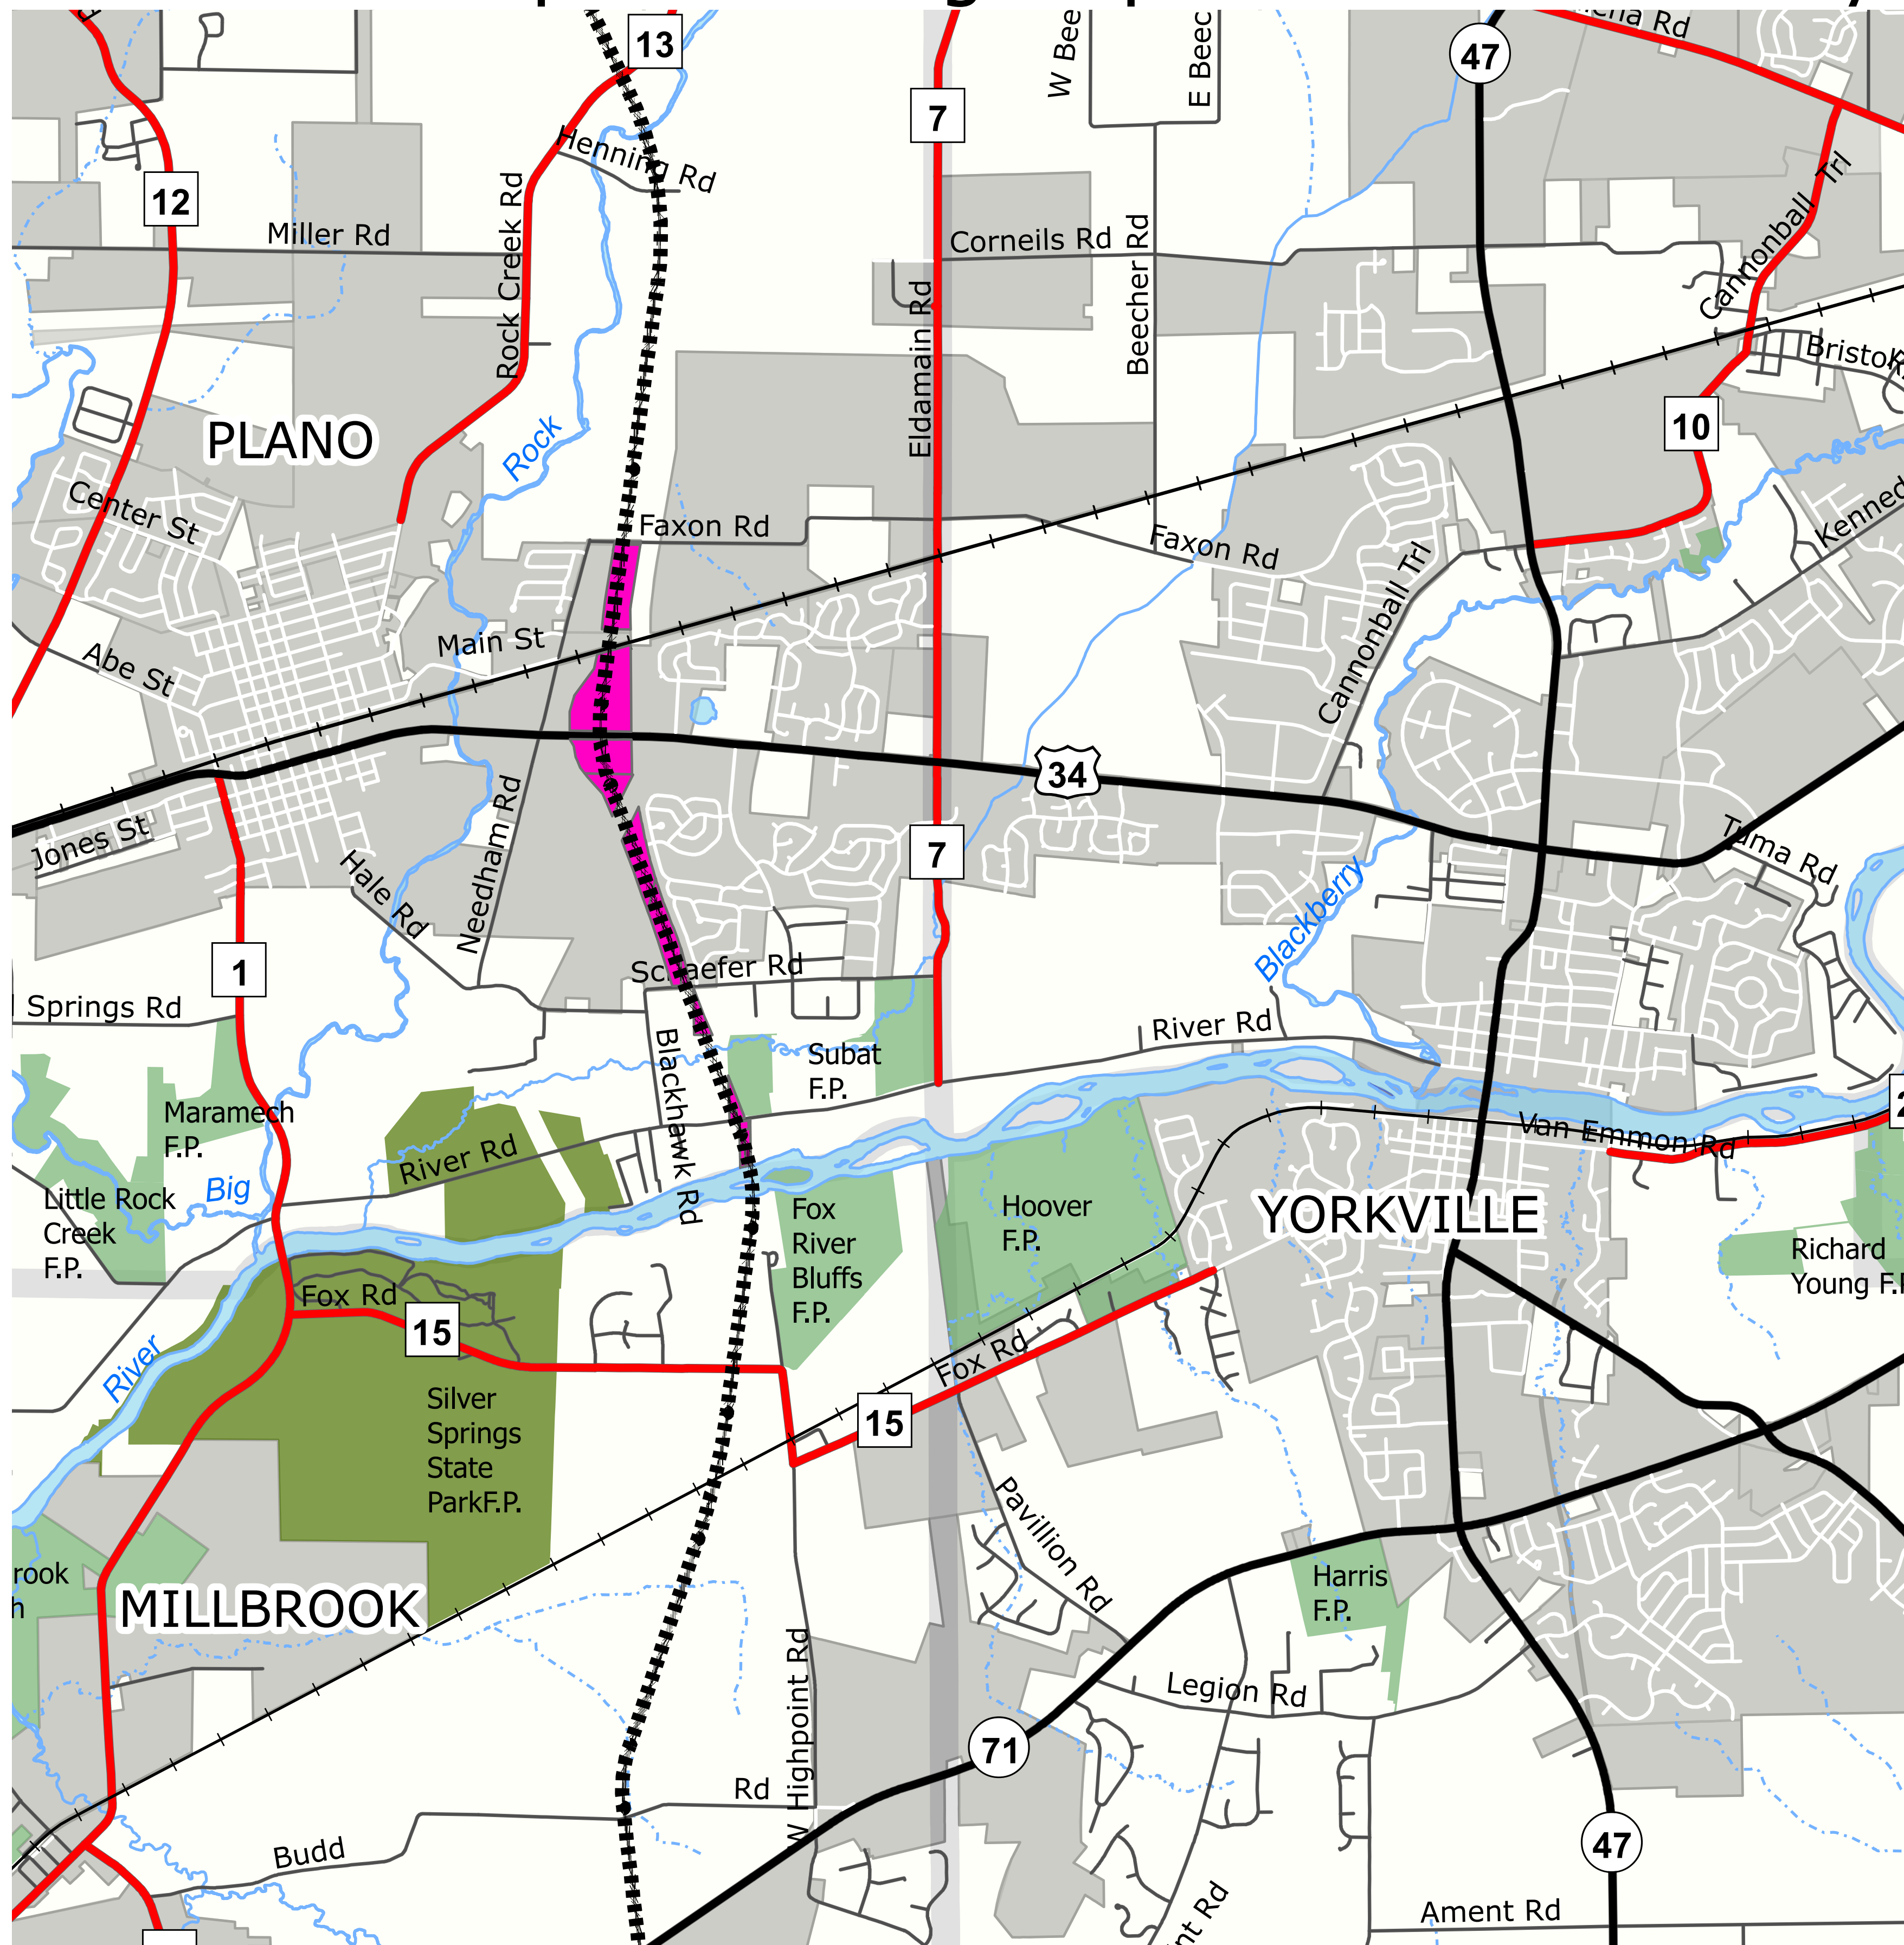 13
47
7
12
Henning Rd
Miller Rd
Rock Creek Rd
Corneils Rd
Beecher Rd
Cannonball Trl
Eldamain Rd
10
PLANO
Rock
Center St
Faxon Rd
Faxon Rd
Cannonball Trl
Main St
Abe St
34
Jones St
Hale Rd
Needham Rd
7
Tuma Rd
Blackberry
1
Schaefer Rd
Springs Rd
River Rd
Blackhawk Rd
Subat
F.P.
Maramech
F.P.
River Rd
Van Emmon Rd
Big
Little Rock
Creek
F.P.
Fox
River
Bluffs
F.P.
Hoover
F.P.
YORKVILLE
Richard
Young
Fox Rd
15
River
Fox Rd
15
Silver
Springs
State
ParkF.P.
Pavillion Rd
Harris
F.P.
MILLBROOK
Legion Rd
W Highpoint Rd
71
Rd
Budd
47
Ament Rd